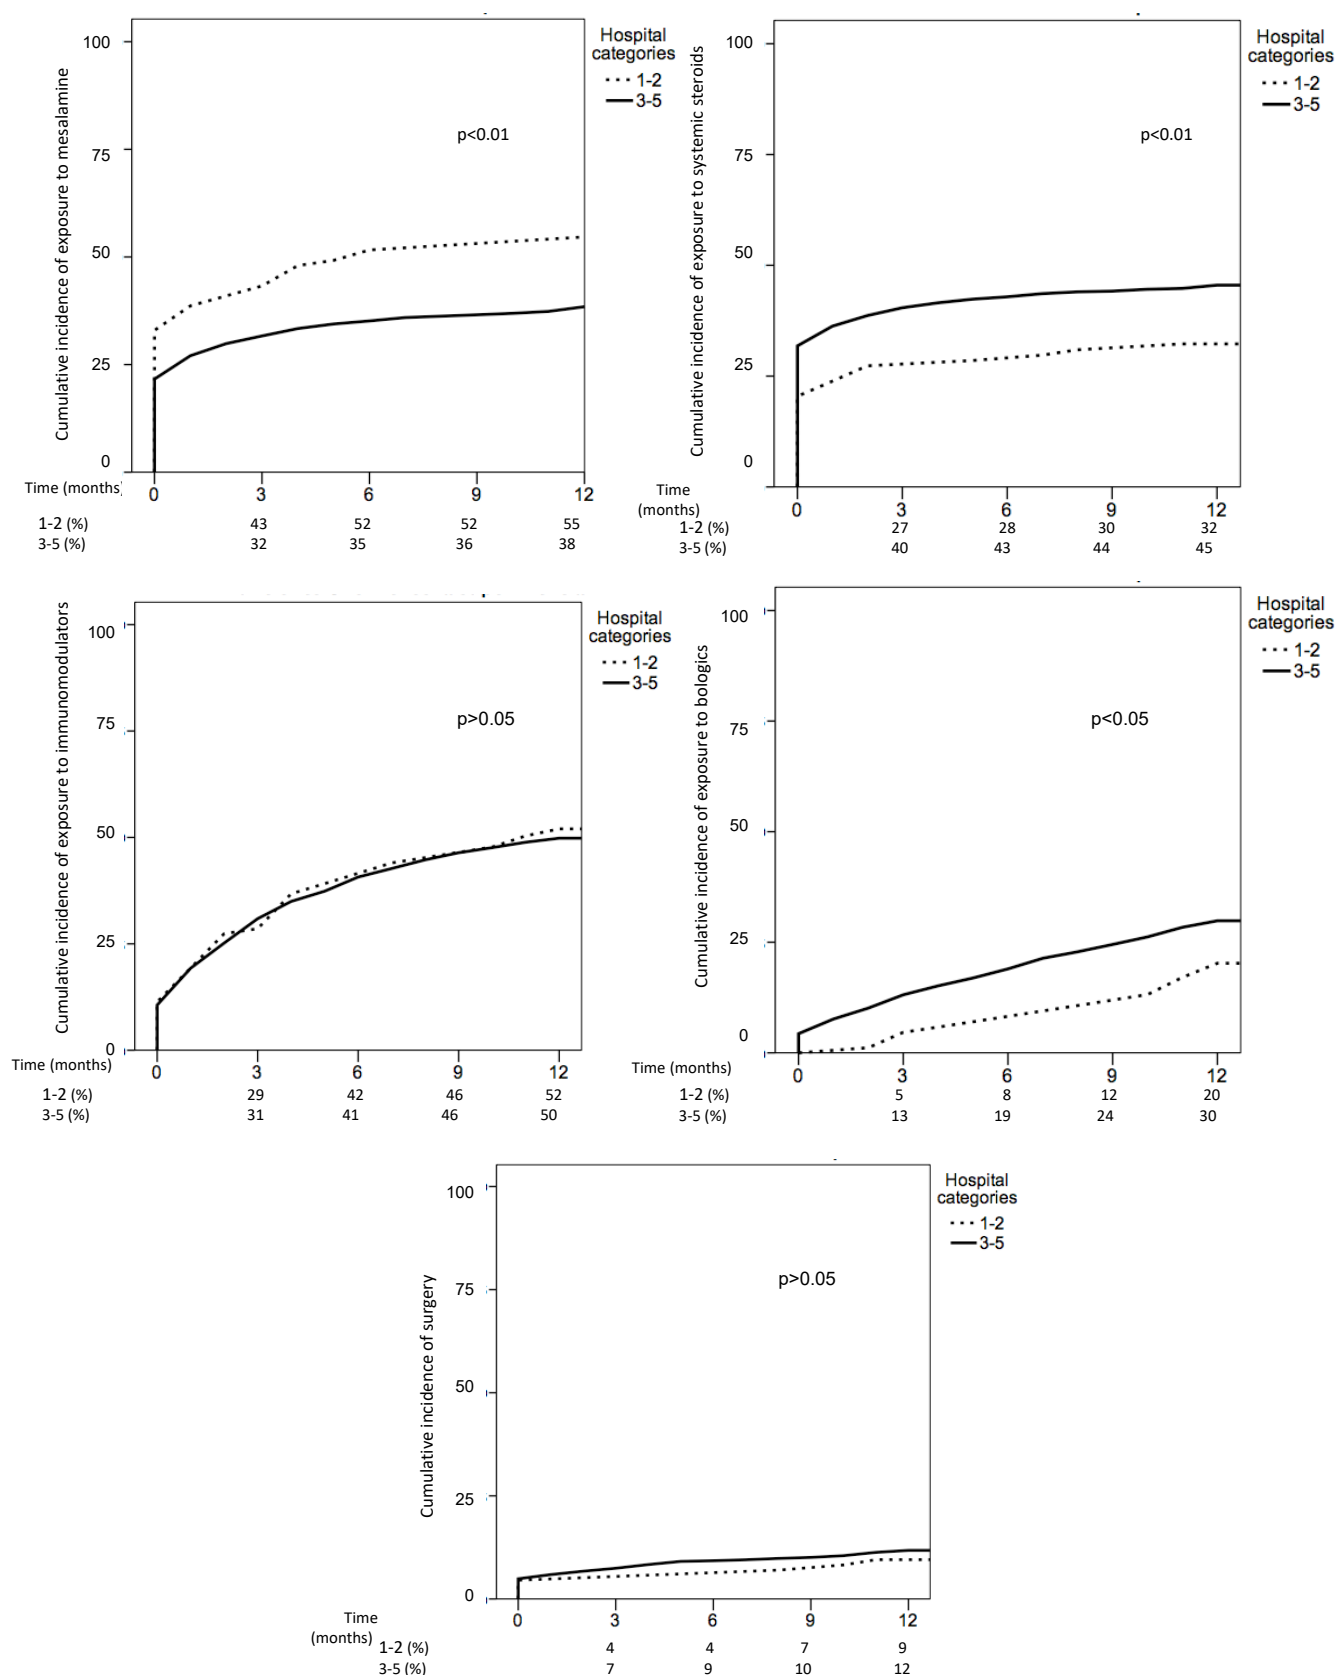 Cumulative incidence of exposure to mesalamine
100
75
50
25
0
Hospital
categories
1-2
3-5
p<0.01
Time (months)
0 3 6 9 12
1-2 (%) 43 52 52 55
3-5 (%) 32 35 36 38
Cumulative incidence of exposure to systemic steroids
100
75
50
25
0
Hospital
categories
1-2
3-5
p<0.01
Time
(months)
0 3 6 9 12
1-2 (%) 27 28 30 32
3-5 (%) 40 43 44 45
Cumulative incidence of exposure to immunomodulators
100
75
50
25
0
Hospital
categories
1-2
3-5
p>0.05
Time (months)
0 3 6 9 12
1-2 (%) 29 42 46 52
3-5 (%) 31 41 46 50
Cumulative incidence of exposure to bologics
100
75
50
25
0
Hospital
categories
1-2
3-5
p<0.05
Time (months)
0 3 6 9 12
1-2 (%) 5 8 12 20
3-5 (%) 13 19 24 30
Cumulative incidence of surgery
100
75
50
25
0
Hospital
categories
1-2
3-5
p>0.05
Time
(months)
0 3 6 9 12
1-2 (%) 4 4 7 9
3-5 (%) 7 9 10 12